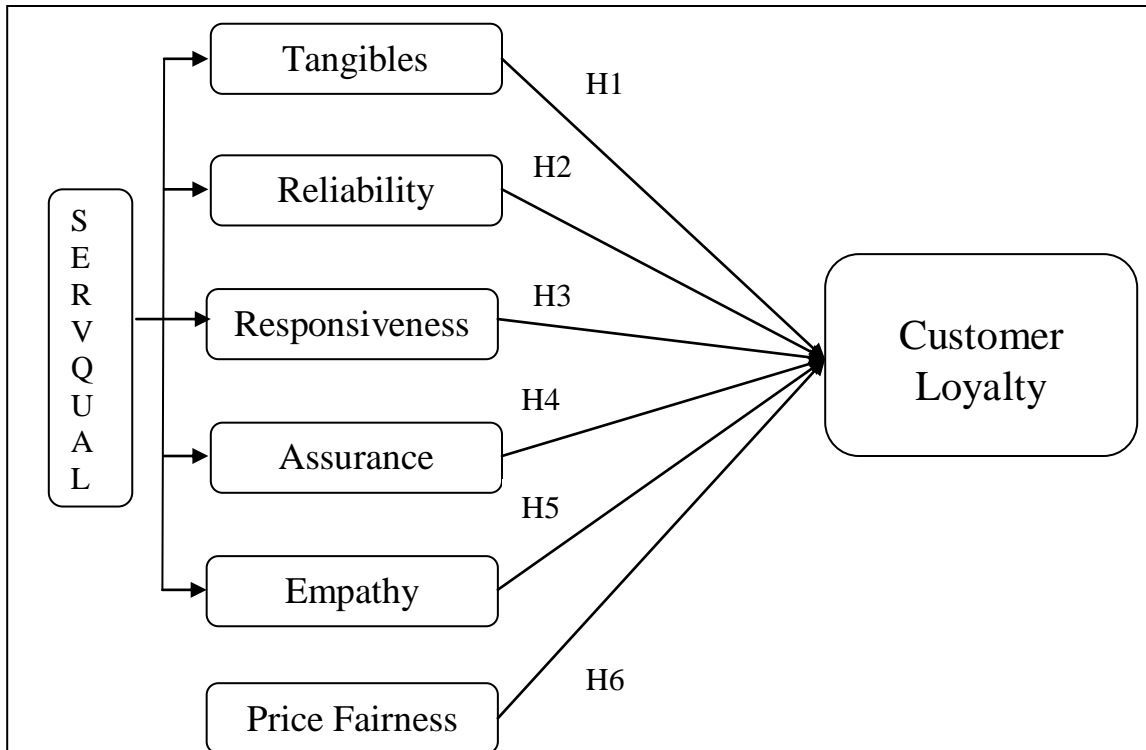 S
E
R
V
Q
U
A
L
Tangibles
H1
Reliability
H2
Responsiveness
H3
Assurance
H4
Empathy
H5
Price Fairness
H6
Customer
Loyalty